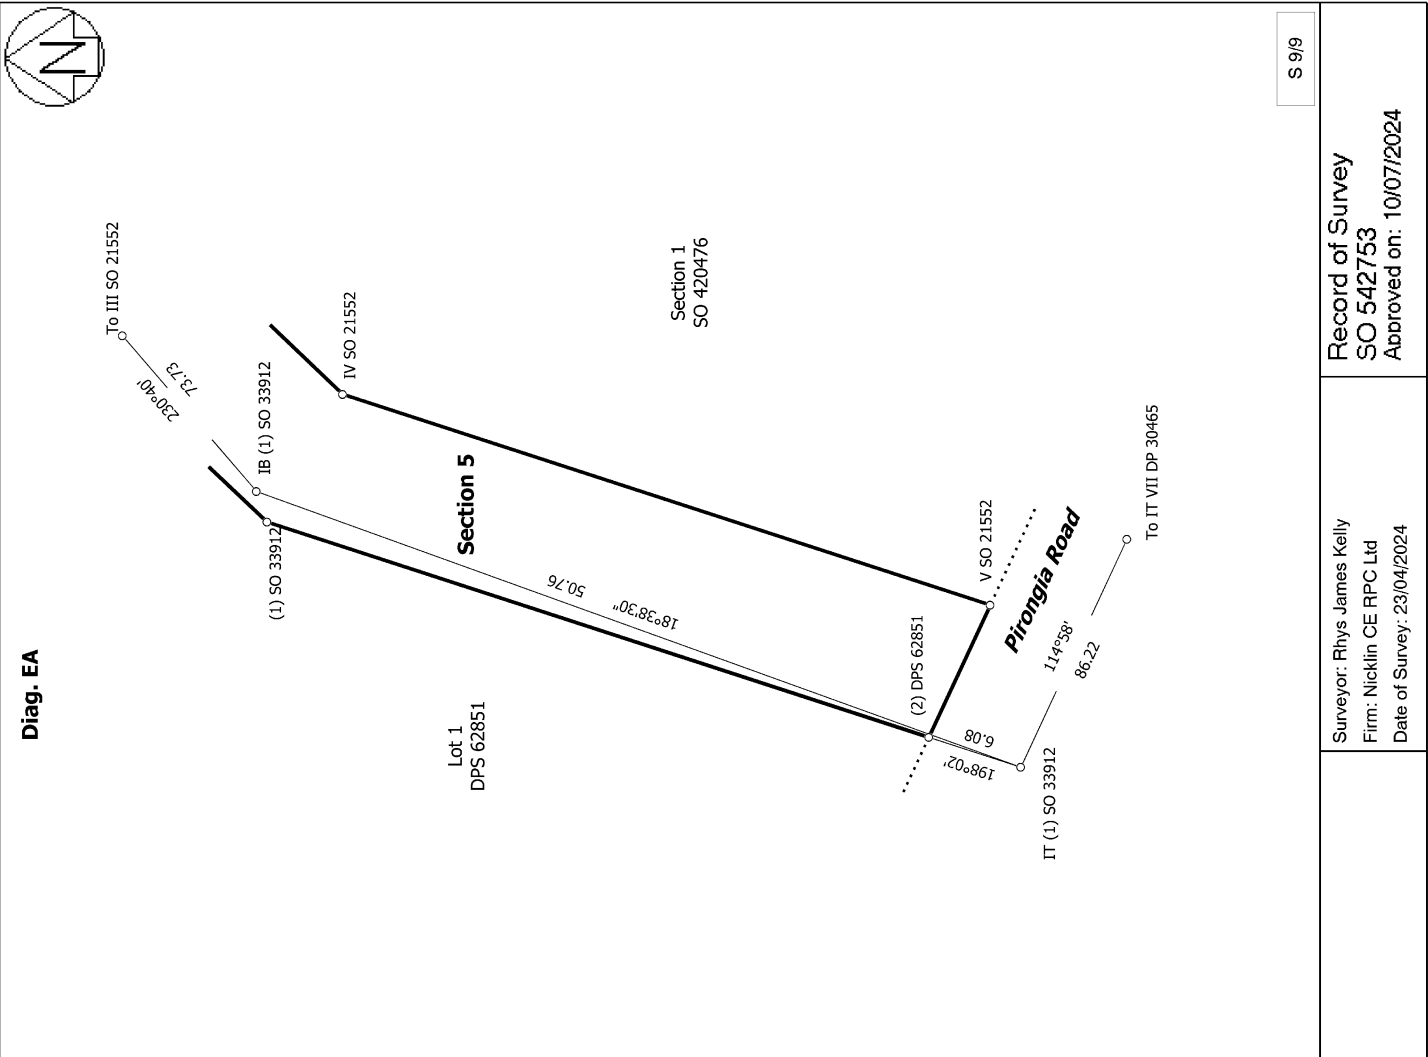 Diag. EA
N
To III SO 21552
230°40'
73.73
IB (1) SO 33912
IV SO 21552
(1) SO 33912
Section 5
Section 1
SO 420476
50.76
18°38'30"
Lot 1
DPS 62851
(2) DPS 62851
V SO 21552
Pirongia Road
6.08
198°02'
114°58'
86.22
IT (1) SO 33912
To IT VII DP 30465
S 9/9
Surveyor: Rhys James Kelly
Firm: Nicklin CE RPC Ltd
Date of Survey: 23/04/2024
Record of Survey
SO 542753
Approved on: 10/07/2024